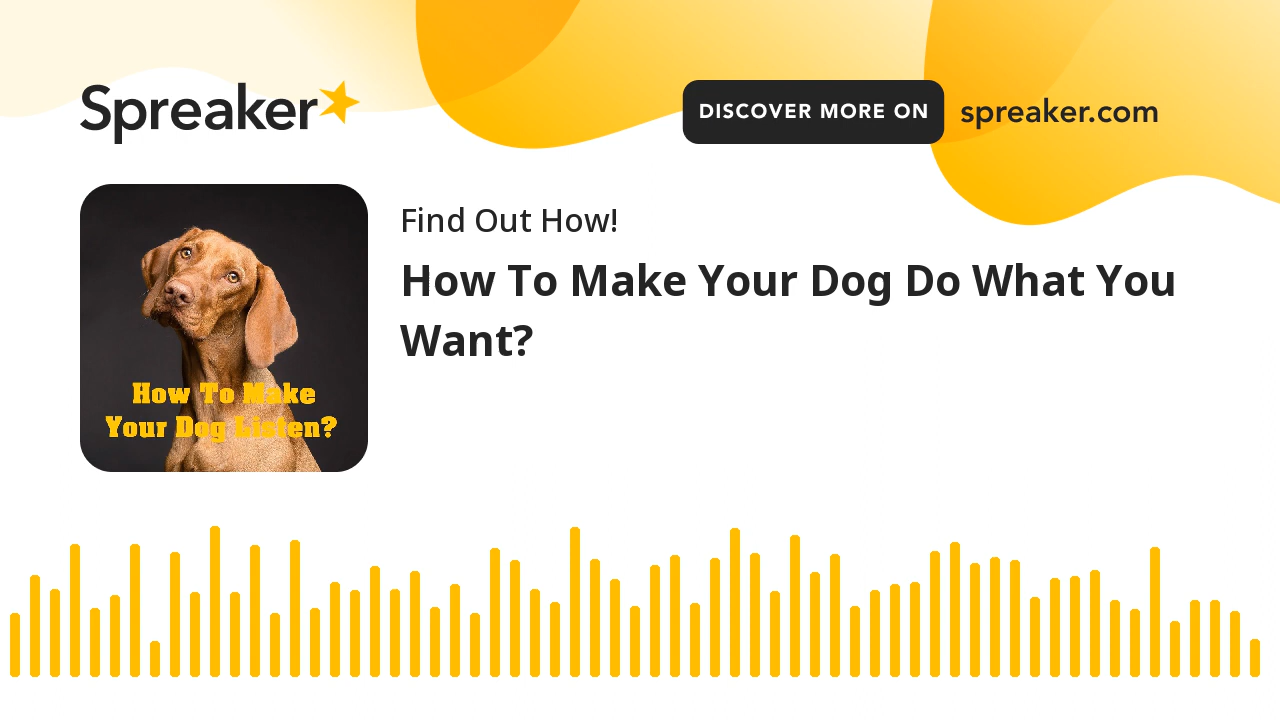 Spreaker
DISCOVER MORE ON
spreaker.com
Find Out How!
How To Make Your Dog Do What You
Want?
How To Make
Your Dog Listen?